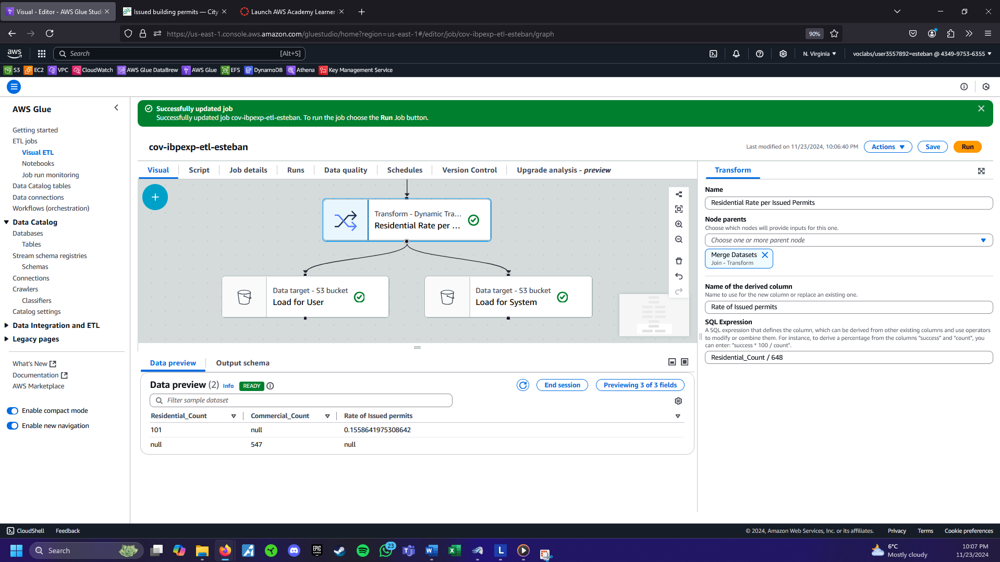 Visual - Editor - AWS Glue Studi
Issued building permits — City
Launch AWS Academy Learner
https://us-east-1.console.aws.amazon.com/gluestudio/home?region=us-east-1#/editor/job/cov-ibpexp-etl-esteban/graph
90%
aws
Search
[Alt+S]
N. Virginia
voclabs/user3557892=esteban @ 4349-9753-6355
S3
EC2
VPC
CloudWatch
AWS Glue DataBrew
AWS Glue
EFS
DynamoDB
Athena
Key Management Service
AWS Glue
Getting started
ETL jobs
Visual ETL
Notebooks
Job run monitoring
Data Catalog tables
Data connections
Workflows (orchestration)
Data Catalog
Databases
Tables
Stream schema registries
Schemas
Connections
Crawlers
Classifiers
Catalog settings
Data Integration and ETL
Legacy pages
What's New
Documentation
AWS Marketplace
Enable compact mode
Enable new navigation
Successfully updated job
Successfully updated job cov-ibpexp-etl-esteban. To run the job choose the Run Job button.
cov-ibpexp-etl-esteban
Last modified on 11/23/2024, 10:06:40 PM
Actions
Save
Run
Visual
Script
Job details
Runs
Data quality
Schedules
Version Control
Upgrade analysis - preview
Transform - Dynamic Tra...
Residential Rate per ...
Data target - S3 bucket
Load for User
Data target - S3 bucket
Load for System
Data preview
Output schema
Data preview (2) Info READY
End session
Previewing 3 of 3 fields
Filter sample dataset
Residential_Count Commercial_Count Rate of Issued permits
101 null 0.1558641975308642
null 547 null
Transform
Name
Residential Rate per Issued Permits
Node parents
Choose which nodes will provide inputs for this one.
Choose one or more parent node
Merge Datasets
Join - Transform
Name of the derived column
Name to use for the new column or replace an existing one.
Rate of Issued permits
SQL Expression
A SQL expression that defines the column, which can be derived from other existing columns and use operators
to modify or combine them. For instance, to derive a percentage from the columns "success" and "count", you
can enter: "success * 100 / count".
Residential_Count / 648
CloudShell
Feedback
© 2024, Amazon Web Services, Inc. or its affiliates.
Privacy
Terms
Cookie preferences
Search
EPIC
GAMES
23
6°C
Mostly cloudy
10:07 PM
11/23/2024